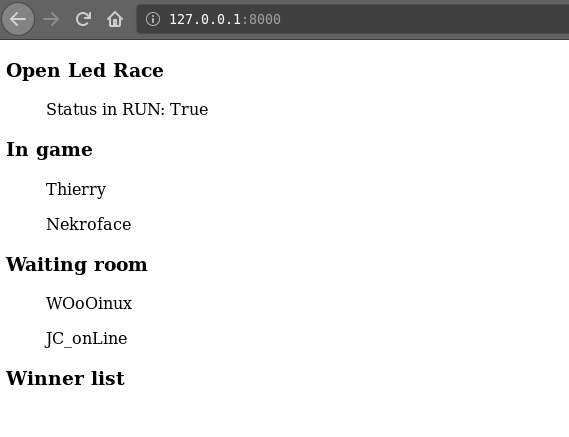 127.0.0.1:8000
Open Led Race
Status in RUN: True
In game
Thierry
Nekroface
Waiting room
WOoOinux
JC_onLine
Winner list